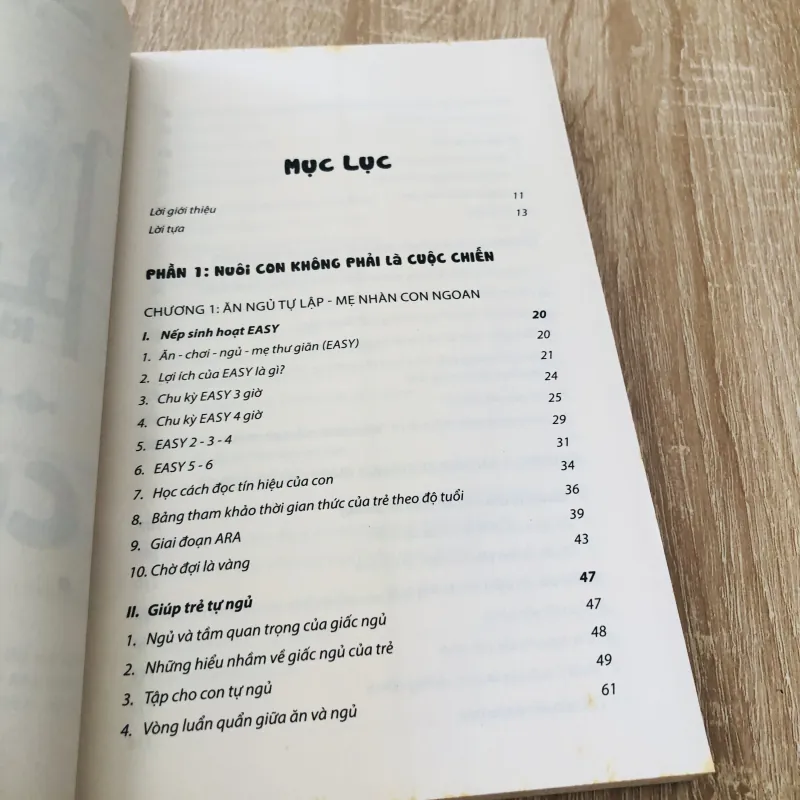 Mục Lục
Lời giới thiệu 11
Lời tựa 13
PHẦN 1: NUÔI CON KHÔNG PHẢI Là CUỘC CHIẾN
CHƯƠNG 1: ĂN NGỦ TỰ LẬP - MẸ NHÀN CON NGOAN
I. Nếp sinh hoạt EASY 20
1. Ăn - chơi - ngủ - mẹ thư giãn (EASY) 20
2. Lợi ích của EASY là gì? 21
3. Chu kỳ EASY 3 giờ 24
4. Chu kỳ EASY 4 giờ 25
5. EASY 2 - 3 - 4 29
6. EASY 5 - 6 31
7. Học cách đọc tín hiệu của con 34
8. Bảng tham khảo thời gian thức của trẻ theo độ tuổi 36
9. Giai đoạn ARA 39
10. Chờ đợi là vàng 43
II. Giúp trẻ tự ngủ 47
1. Ngủ và tầm quan trọng của giấc ngủ 47
2. Những hiểu nhầm về giấc ngủ của trẻ 48
3. Tập cho con tự ngủ 49
4. Vòng luẩn quẩn giữa ăn và ngủ 61